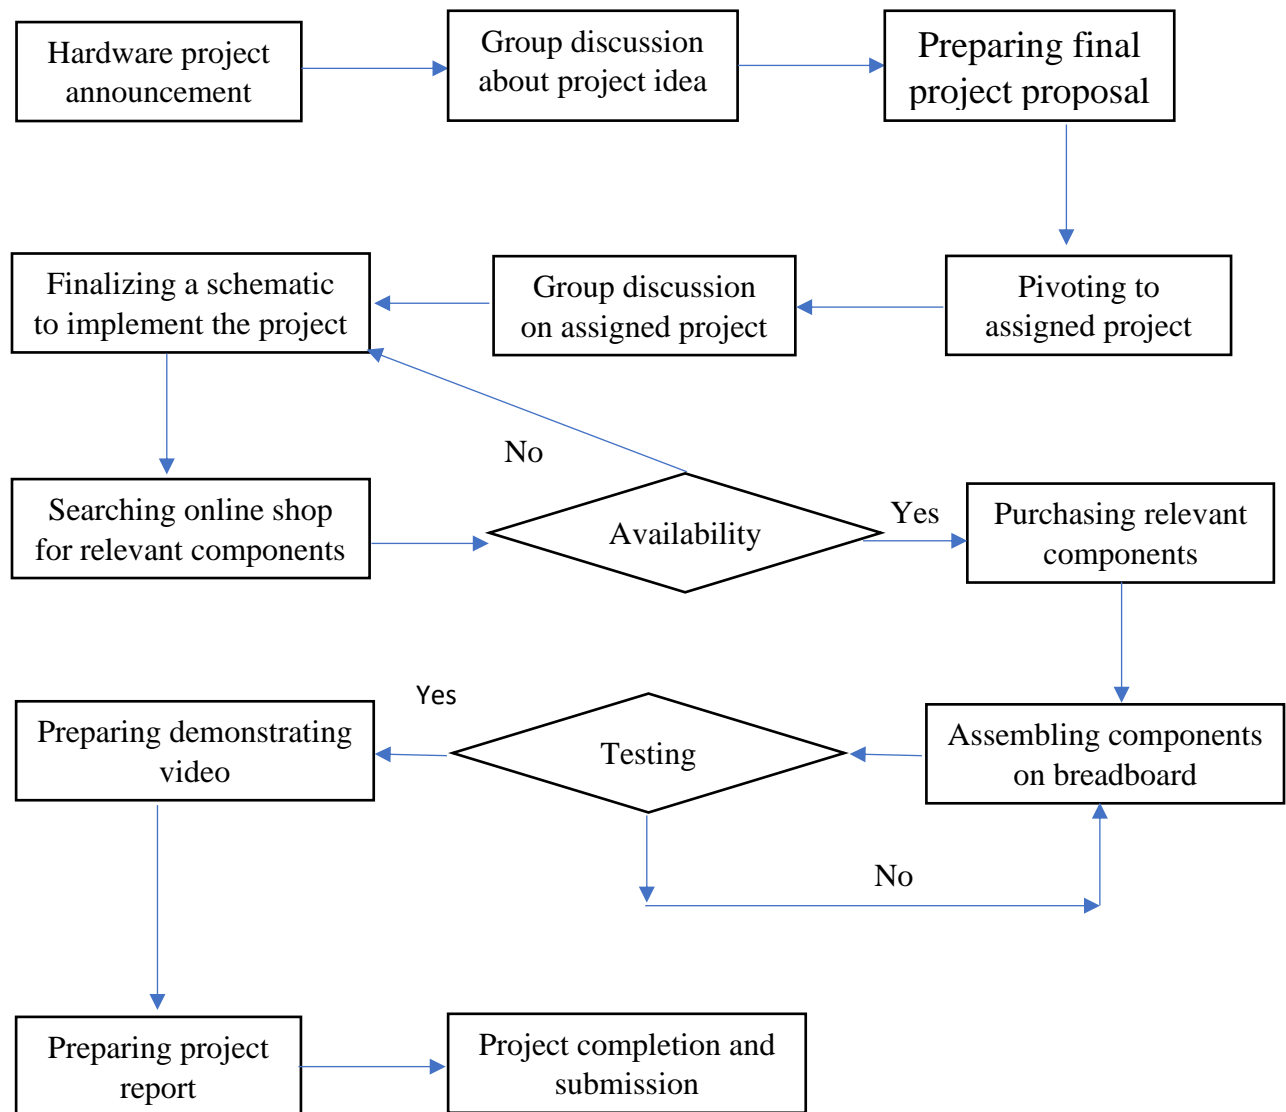 Hardware project
announcement
Group discussion
about project idea
Preparing final
project proposal
Finalizing a schematic
to implement the project
Group discussion
on assigned project
Pivoting to
assigned project
No
Searching online shop
for relevant components
Availability
Yes
Purchasing relevant
components
Preparing demonstrating
video
Yes
Testing
Assembling components
on breadboard
No
Preparing project
report
Project completion and
submission